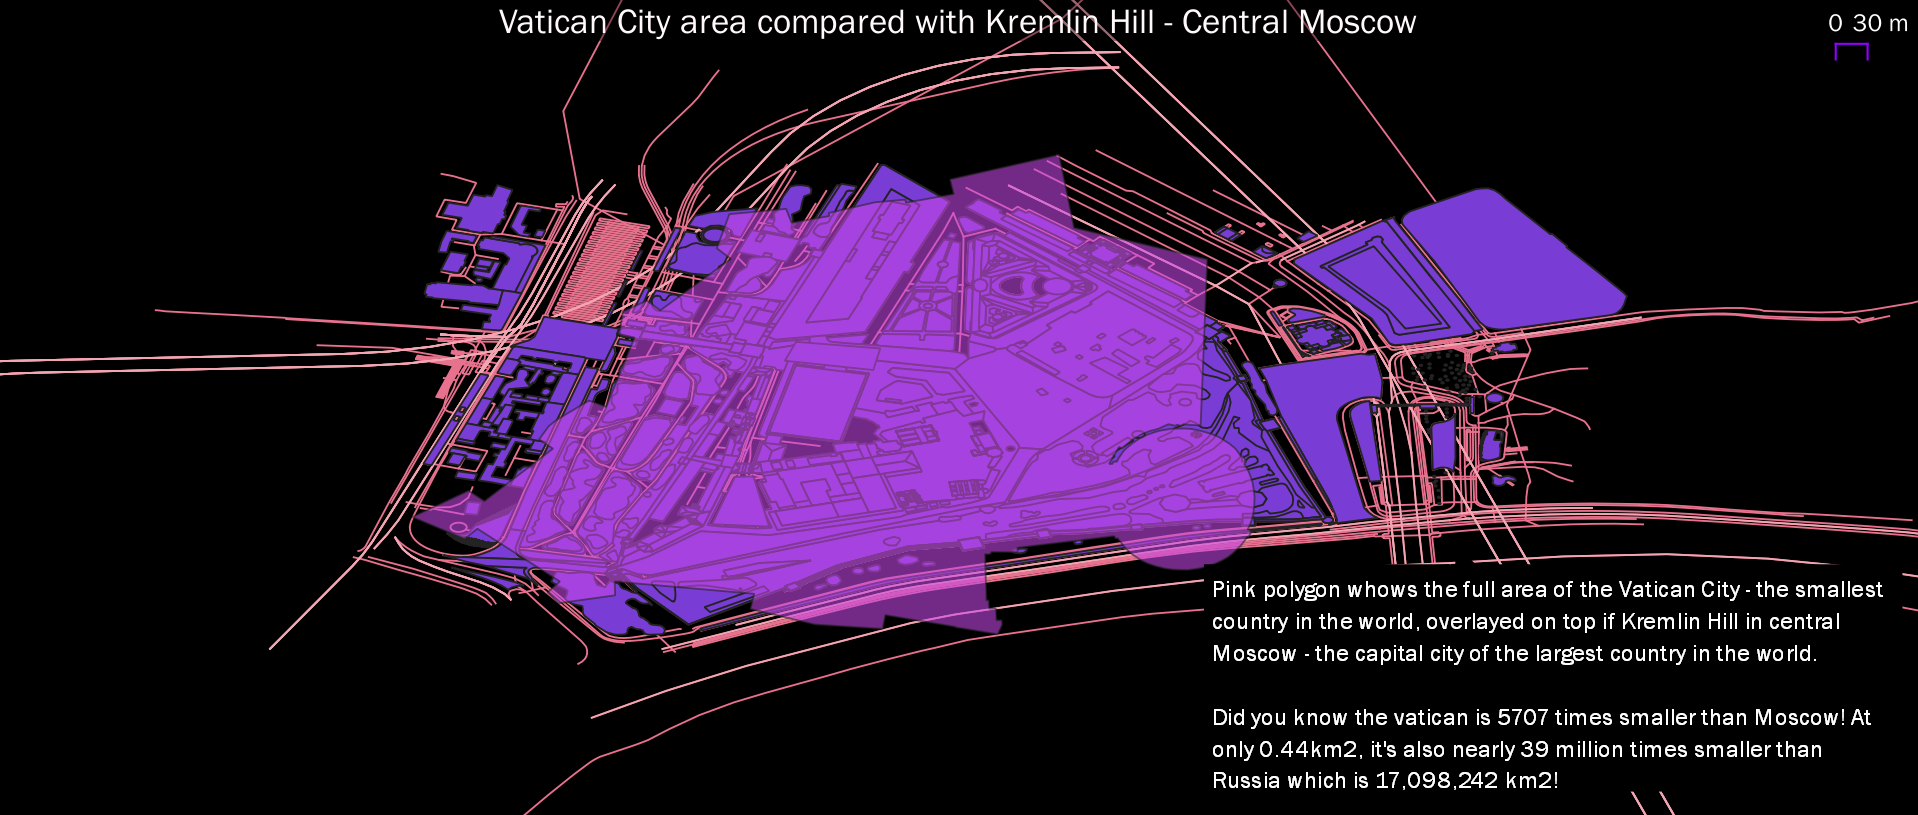 Vatican City area compared with Kremlin Hill - Central Moscow
0 30 m
Pink polygon whows the full area of the Vatican City - the smallest
country in the world, overlayed on top if Kremlin Hill in central
Moscow - the capital city of the largest country in the world.
Did you know the vatican is 5707 times smaller than Moscow! At
only 0.44km2, it's also nearly 39 million times smaller than
Russia which is 17,098,242 km2!